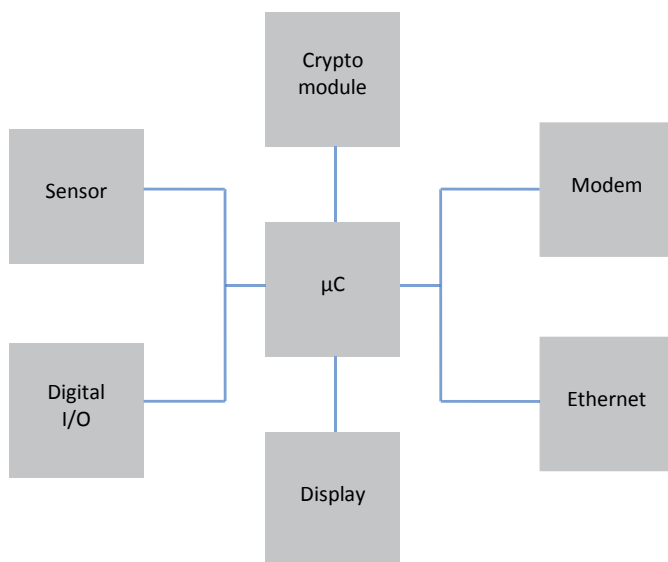 Crypto
module
Sensor
Modem
µC
Digital
I/O
Ethernet
Display